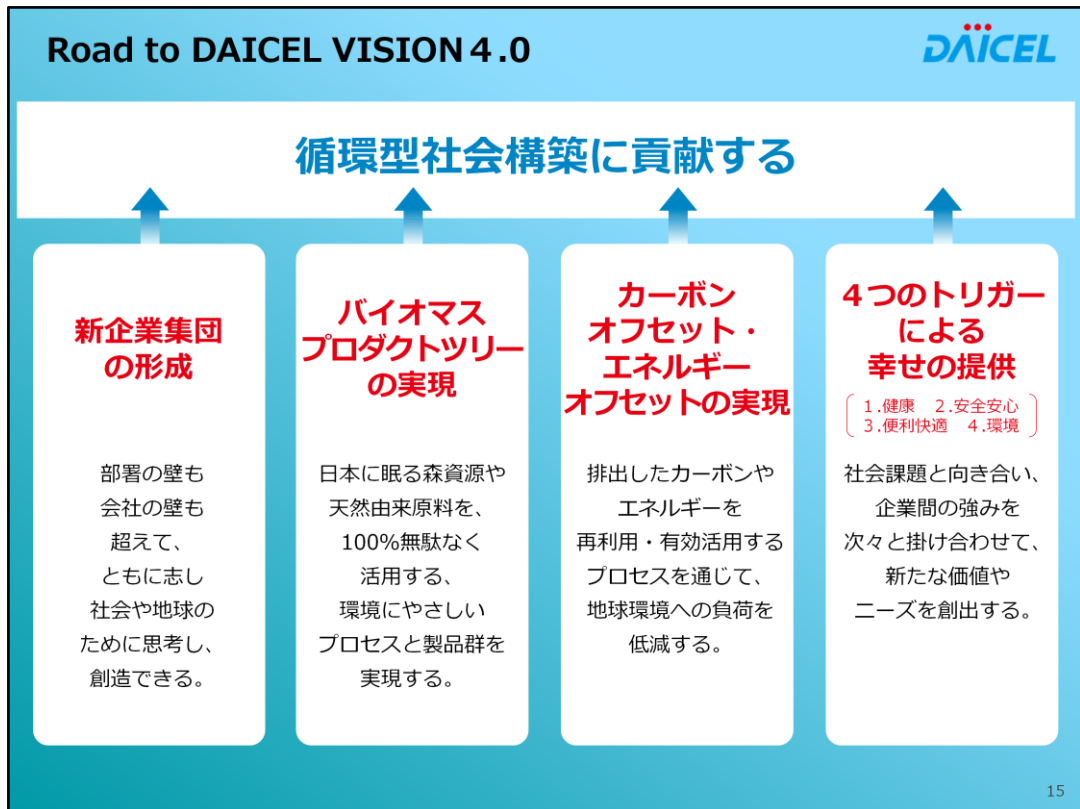 Road to DAICEL VISION４.0
DAICEL
循環型社会構築に貢献する
新企業集団
の形成
部署の壁も
会社の壁も
超えて、
ともに志し
社会や地球の
ために思考し、
創造できる。
バイオマス
プロダクトツリー
の実現
日本に眠る森資源や
天然由来原料を、
100%無駄なく
活用する、
環境にやさしい
プロセスと製品群を
実現する。
カーボン
オフセット・
エネルギー
オフセットの実現
排出したカーボンや
エネルギーを
再利用・有効活用する
プロセスを通じて、
地球環境への負荷を
低減する。
４つのトリガー
による
幸せの提供
１.健康　２.安全安心
３.便利快適　４.環境
社会課題と向き合い、
企業間の強みを
次々と掛け合わせて、
新たな価値や
ニーズを創出する。
15